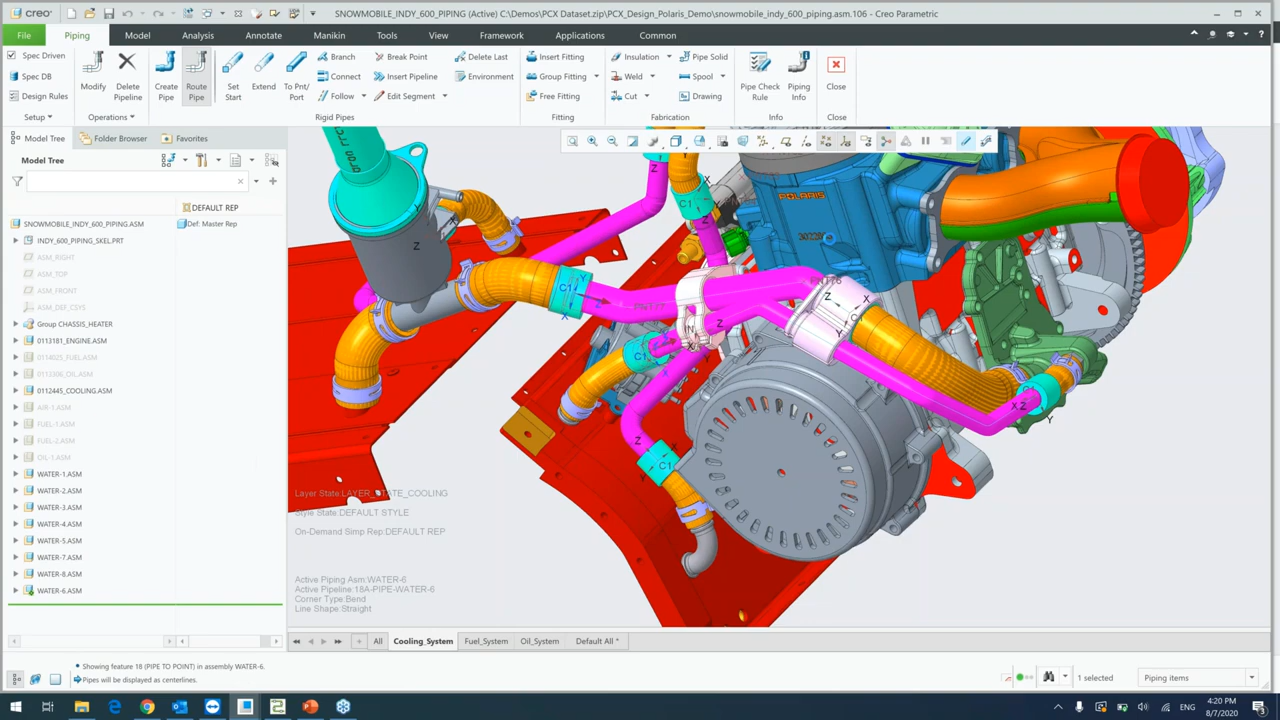 creo
SNOWMOBILE_INDY_600_PIPING (Active) C:\Demos\PCX Dataset.zip\PCX_Design_Polaris_Demo\snowmobile_indy_600_piping.asm.106 - Creo Parametric
File Piping Model Analysis Annotate Manikin Tools View Framework Applications Common
Spec Driven
Spec DB
Design Rules
Setup
Modify
Delete Pipeline
Operations
Create Pipe
Route Pipe
Set Start
Extend
To Pnt/ Port
Branch
Connect
Follow
Break Point
Insert Pipeline
Edit Segment
Delete Last
Environment
Rigid Pipes
Insert Fitting
Group Fitting
Free Fitting
Fitting
Insulation
Weld
Cut
Pipe Solid
Spool
Drawing
Fabrication
Pipe Check Rule
Piping Info
Info
Close
Close
Model Tree Folder Browser Favorites
Model Tree
DEFAULT REP
SNOWMOBILE_INDY_600_PIPING.ASM Def: Master Rep
INDY_600_PIPING_SKEL.PRT
ASM_RIGHT
ASM_TOP
ASM_FRONT
ASM_DEF_CSYS
Group CHASSIS_HEATER
0113181_ENGINE.ASM
0114025_FUEL.ASM
0113306_OIL.ASM
0112445_COOLING.ASM
AIR-1.ASM
FUEL-1.ASM
FUEL-2.ASM
OIL-1.ASM
WATER-1.ASM
WATER-2.ASM
WATER-3.ASM
WATER-4.ASM
WATER-5.ASM
WATER-7.ASM
WATER-8.ASM
WATER-6.ASM
POLARIS
Z
X
C1
Z
Z
C1
Y
X
Z
X
C1
Y
Z
C1
X
Z
X
C1
X
Z
Y
Layer State:LAYER_STATE_COOLING
Style State:DEFAULT STYLE
On-Demand Simp Rep:DEFAULT REP
Active Piping Asm:WATER-6
Active Pipeline:18A-PIPE-WATER-6
Corner Type:Bend
Line Shape:Straight
All Cooling_System Fuel_System Oil_System Default All *
• Showing feature 18 (PIPE TO POINT) in assembly WATER-6.
Pipes will be displayed as centerlines.
1 selected
Piping items
ENG
4:20 PM
8/7/2020
3